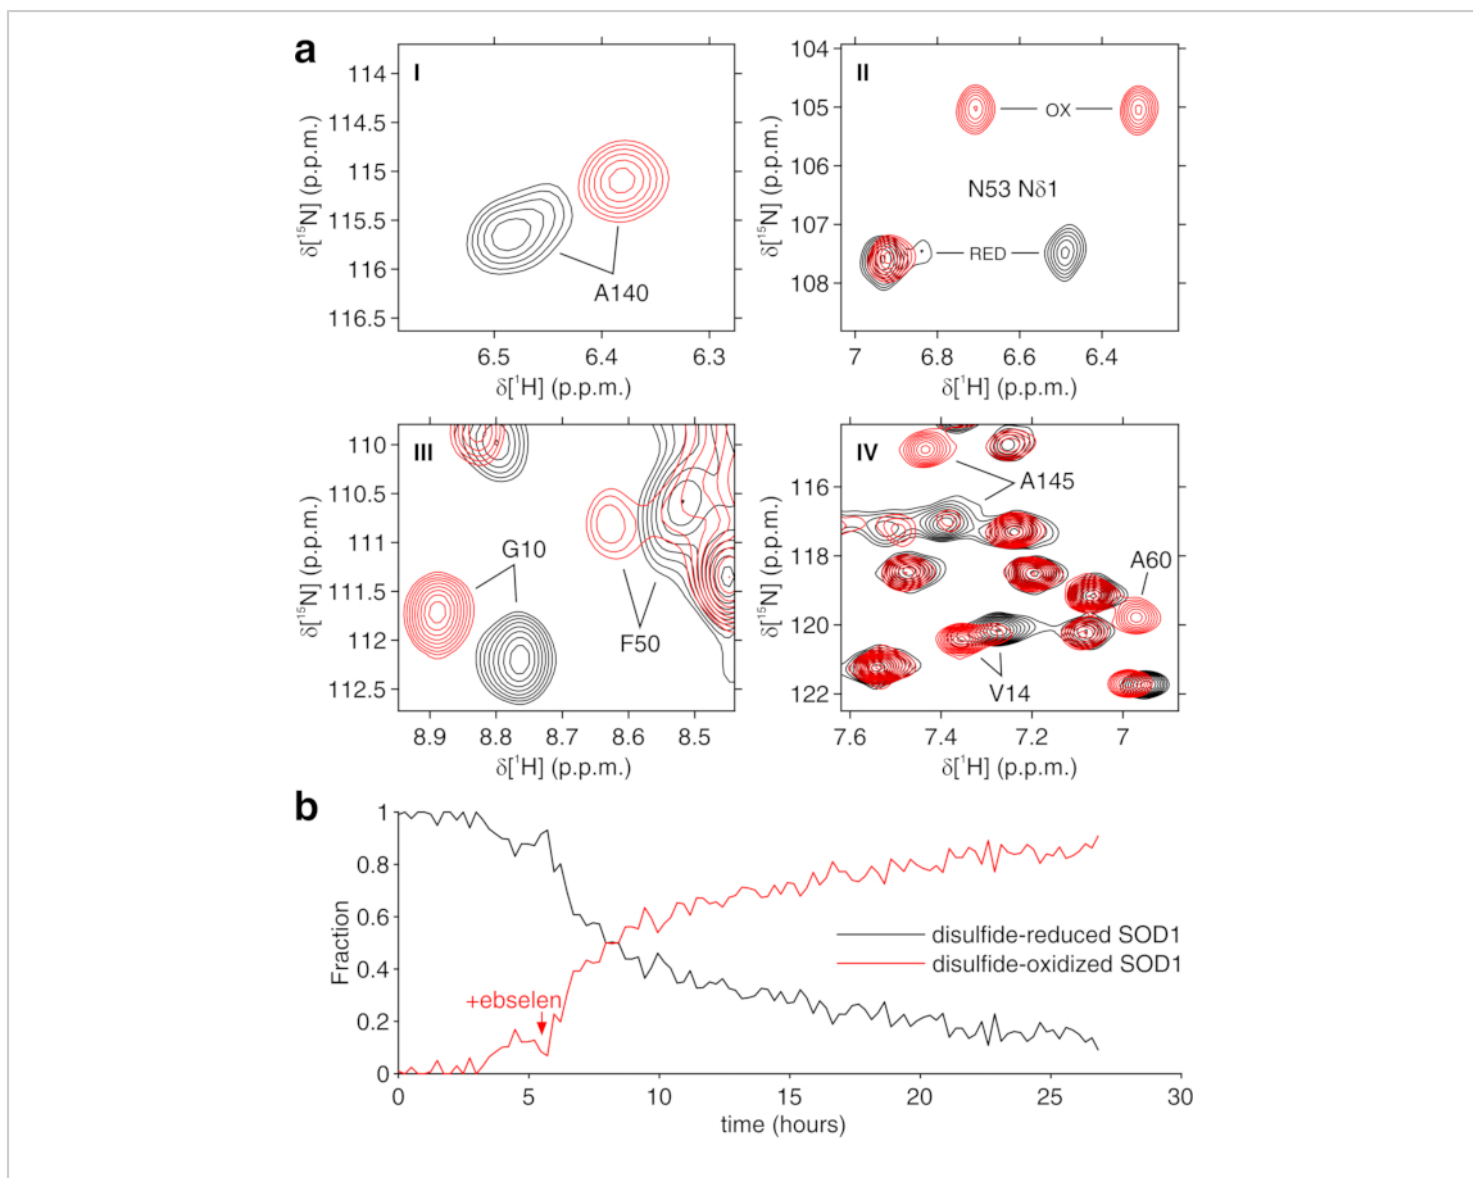 a
I
114
114.5
115
115.5
116
116.5
δ[¹⁵N] (p.p.m.)
A140
6.5
6.4
6.3
δ[¹H] (p.p.m.)
II
104
105
106
107
108
δ[¹⁵N] (p.p.m.)
OX
N53 Nδ1
RED
7
6.8
6.6
6.4
δ[¹H] (p.p.m.)
III
110
110.5
111
111.5
112
112.5
δ[¹⁵N] (p.p.m.)
G10
F50
8.9
8.8
8.7
8.6
8.5
δ[¹H] (p.p.m.)
IV
116
118
120
122
δ[¹⁵N] (p.p.m.)
A145
A60
V14
7.6
7.4
7.2
7
δ[¹H] (p.p.m.)
b
1
0.8
0.6
0.4
0.2
0
Fraction
disulfide-reduced SOD1
disulfide-oxidized SOD1
+ebselen
0
5
10
15
20
25
30
time (hours)